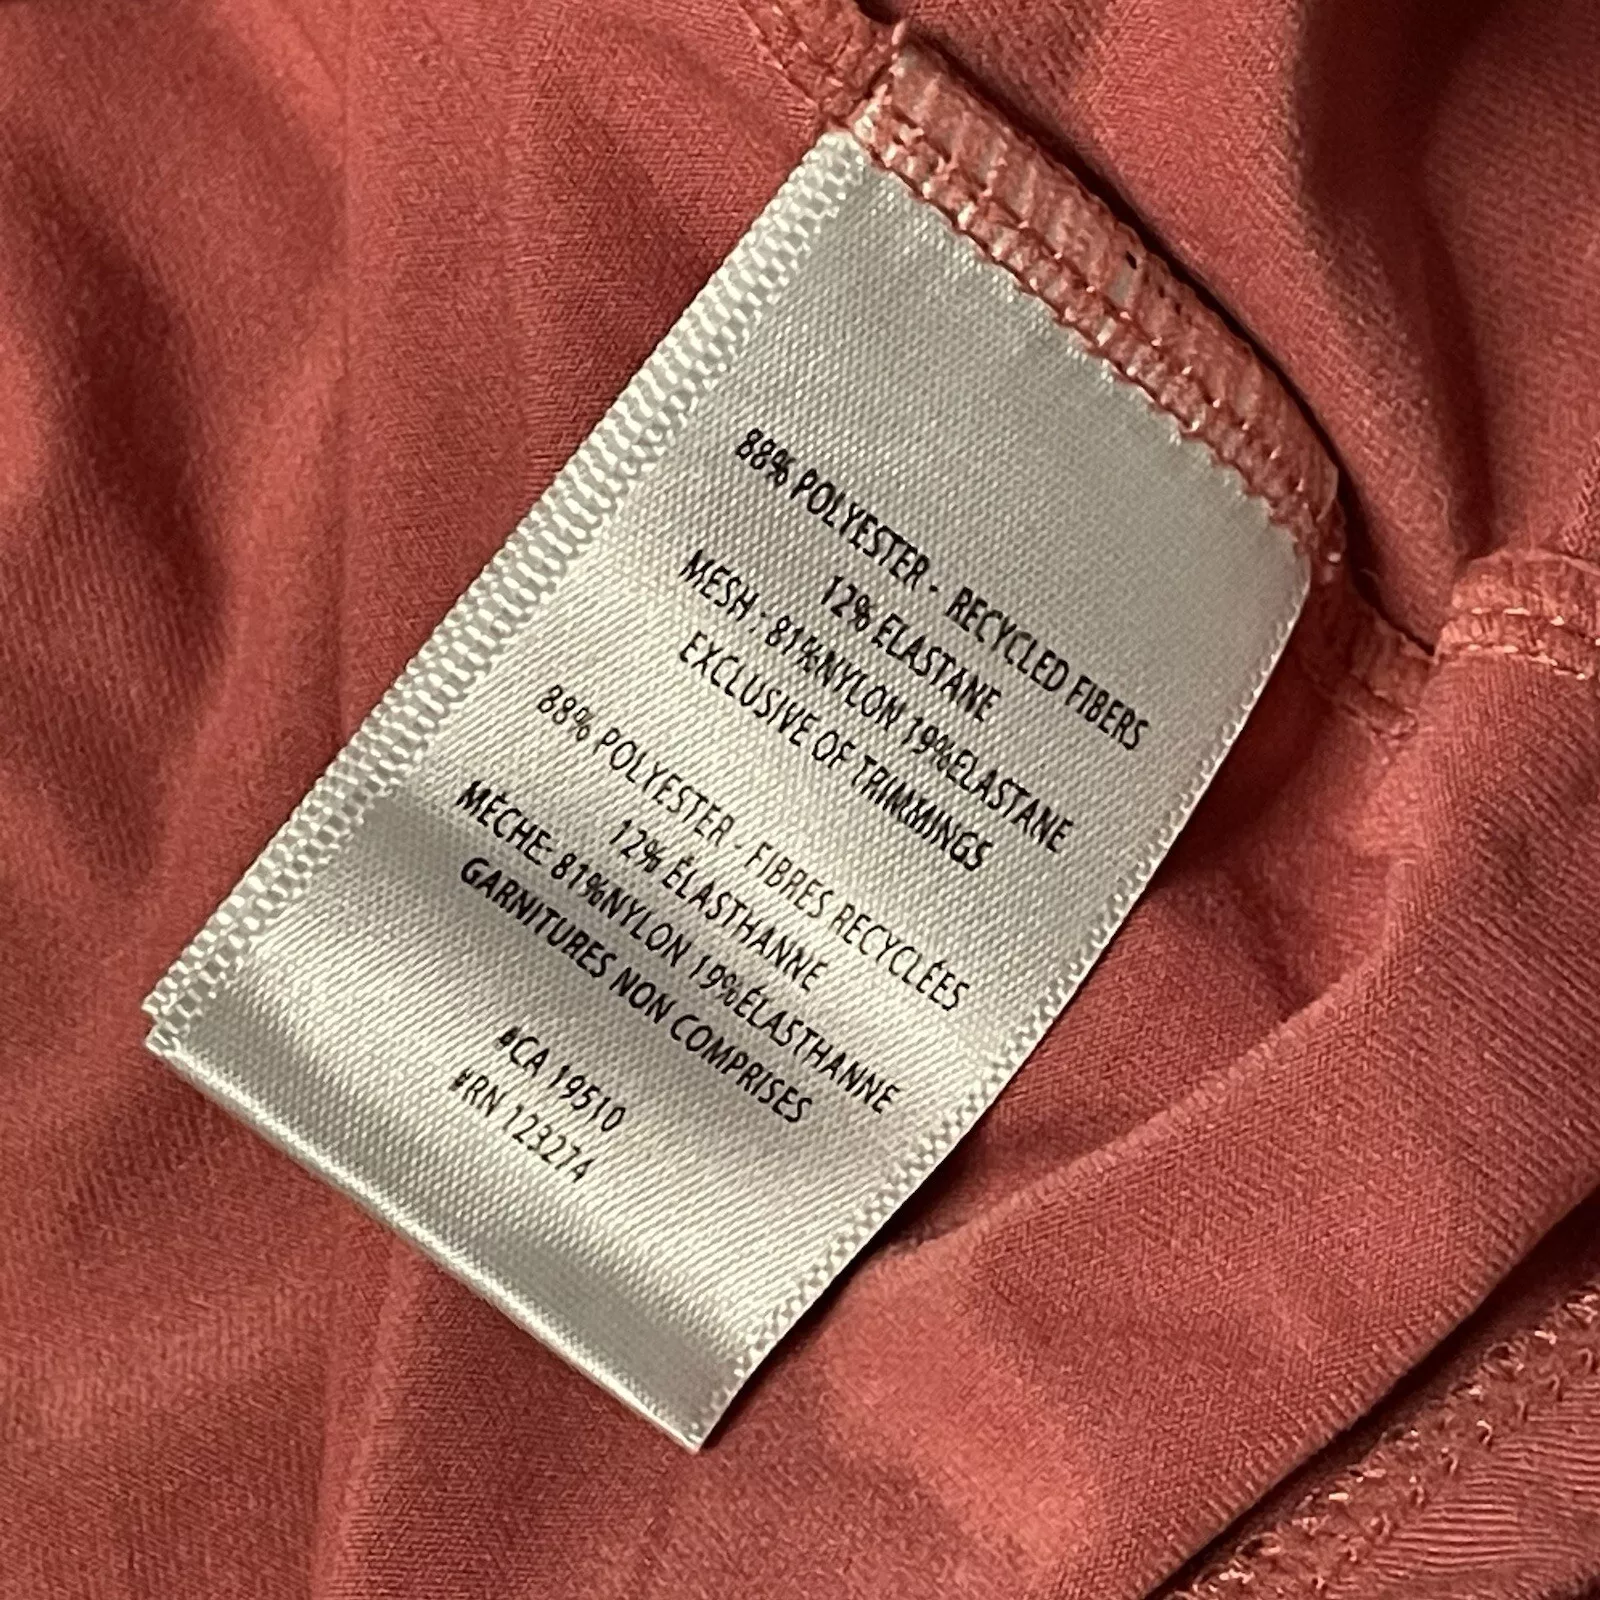 88% POLYESTER - RECYCLED FIBERS
12% ELASTANE
MESH : 81%NYLON 19%ELASTANE
EXCLUSIVE OF TRIMMINGS
88% POLYESTER - FIBRES RECYCLÉES
12% ÉLASTHANNE
MÈCHE: 81%NYLON 19%ÉLASTHANNE
GARNITURES NON COMPRISES
#CA 19510
#RN 123274